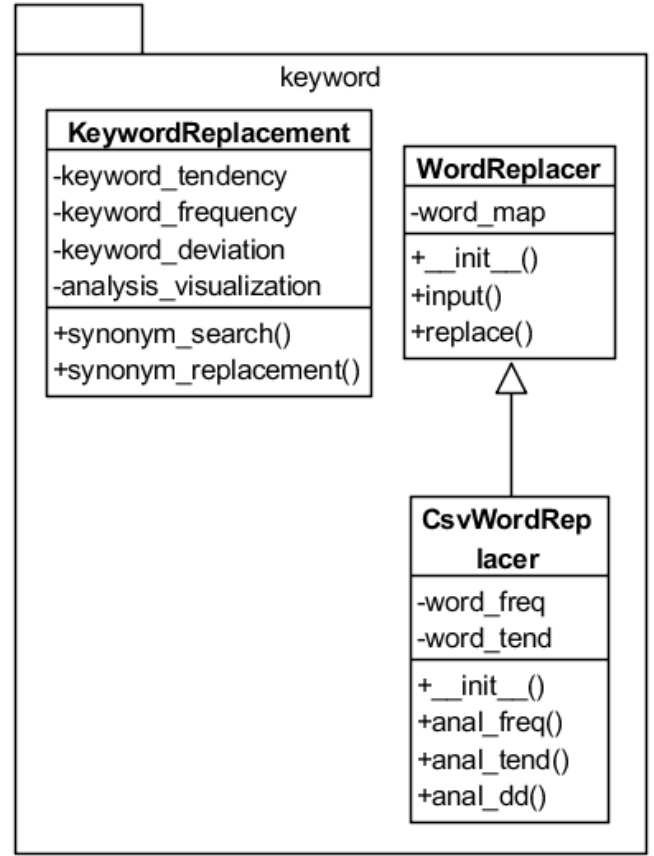 keyword
KeywordReplacement
-keyword_tendency
-keyword_frequency
-keyword_deviation
-analysis_visualization
+synonym_search()
+synonym_replacement()
WordReplacer
-word_map
+__init__()
+input()
+replace()
CsvWordRep
lacer
-word_freq
-word_tend
+__init__()
+anal_freq()
+anal_tend()
+anal_dd()